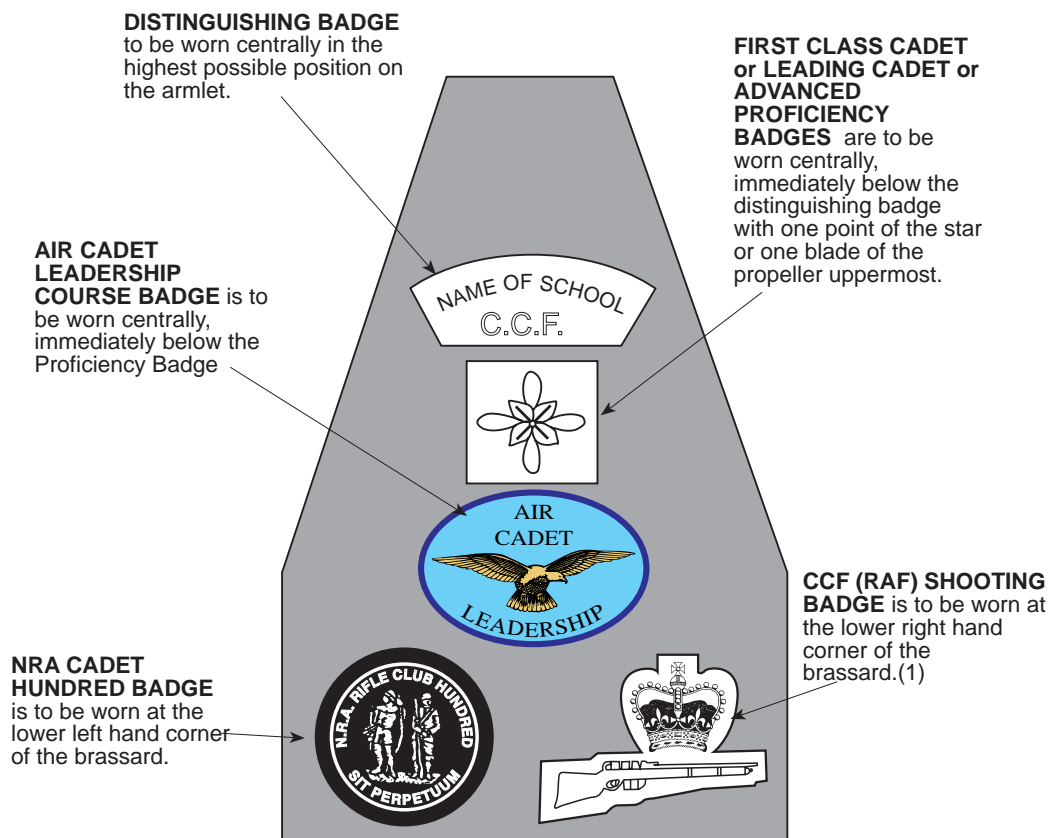 DISTINGUISHING BADGE
to be worn centrally in the
highest possible position on
the armlet.
FIRST CLASS CADET
or LEADING CADET or
ADVANCED
PROFICIENCY
BADGES are to be
worn centrally,
immediately below the
distinguishing badge
with one point of the star
or one blade of the
propeller uppermost.
AIR CADET
LEADERSHIP
COURSE BADGE is to
be worn centrally,
immediately below the
Proficiency Badge
NAME OF SCHOOL
C.C.F.
AIR
CADET
LEADERSHIP
CCF (RAF) SHOOTING
BADGE is to be worn at
the lower right hand
corner of the
brassard.(1)
NRA CADET
HUNDRED BADGE
is to be worn at the
lower left hand corner
of the brassard.
N.R.A. RIFLE CLUB HUNDRED
SIT PERPETUUM